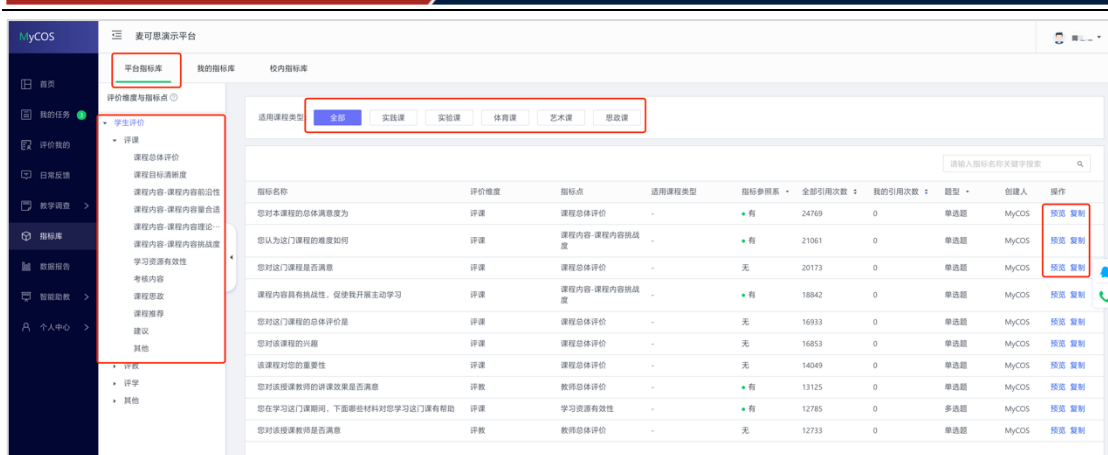 MyCOS
麦可思演示平台
平台指标库 我的指标库 校内指标库
首页
我的任务 3
评价我的
日常反馈
教学调查
指标库
数据报告
智能助教
个人中心
评价维度与指标点
学生评价
评课
课程总体评价
课程目标清晰度
课程内容-课程内容前沿性
课程内容-课程内容量合适
课程内容-课程内容理论…
课程内容-课程内容挑战度
学习资源有效性
考核内容
课程思政
课程推荐
建议
其他
评教
评学
其他
适用课程类型 全部 实践课 实验课 体育课 艺术课 思政课
请输入指标名称关键字搜索
指标名称 评价维度 指标点 适用课程类型 指标参照系 全部引用次数 我的引用次数 题型 创建人 操作
您对本课程的总体满意度为 评课 课程总体评价 - 有 24769 0 单选题 MyCOS 预览 复制
您认为这门课程的难度如何 评课 课程内容-课程内容挑战度 - 有 21061 0 单选题 MyCOS 预览 复制
您对这门课程是否满意 评课 课程总体评价 - 无 20173 0 单选题 MyCOS 预览 复制
课程内容具有挑战性，促使我开展主动学习 评课 课程内容-课程内容挑战度 - 有 18842 0 单选题 MyCOS 预览 复制
您对这门课程的总体评价是 评课 课程总体评价 - 无 16933 0 单选题 MyCOS 预览 复制
您对该课程的兴趣 评课 课程总体评价 - 无 16853 0 单选题 MyCOS 预览 复制
该课程对您的重要性 评课 课程总体评价 - 无 14049 0 单选题 MyCOS 预览 复制
您对该授课教师的讲课效果是否满意 评教 教师总体评价 - 有 13125 0 单选题 MyCOS 预览 复制
您在学习这门课期间，下面哪些材料对您学习这门课有帮助 评课 学习资源有效性 - 有 12785 0 多选题 MyCOS 预览 复制
您对该授课教师是否满意 评教 教师总体评价 - 无 12733 0 单选题 MyCOS 预览 复制